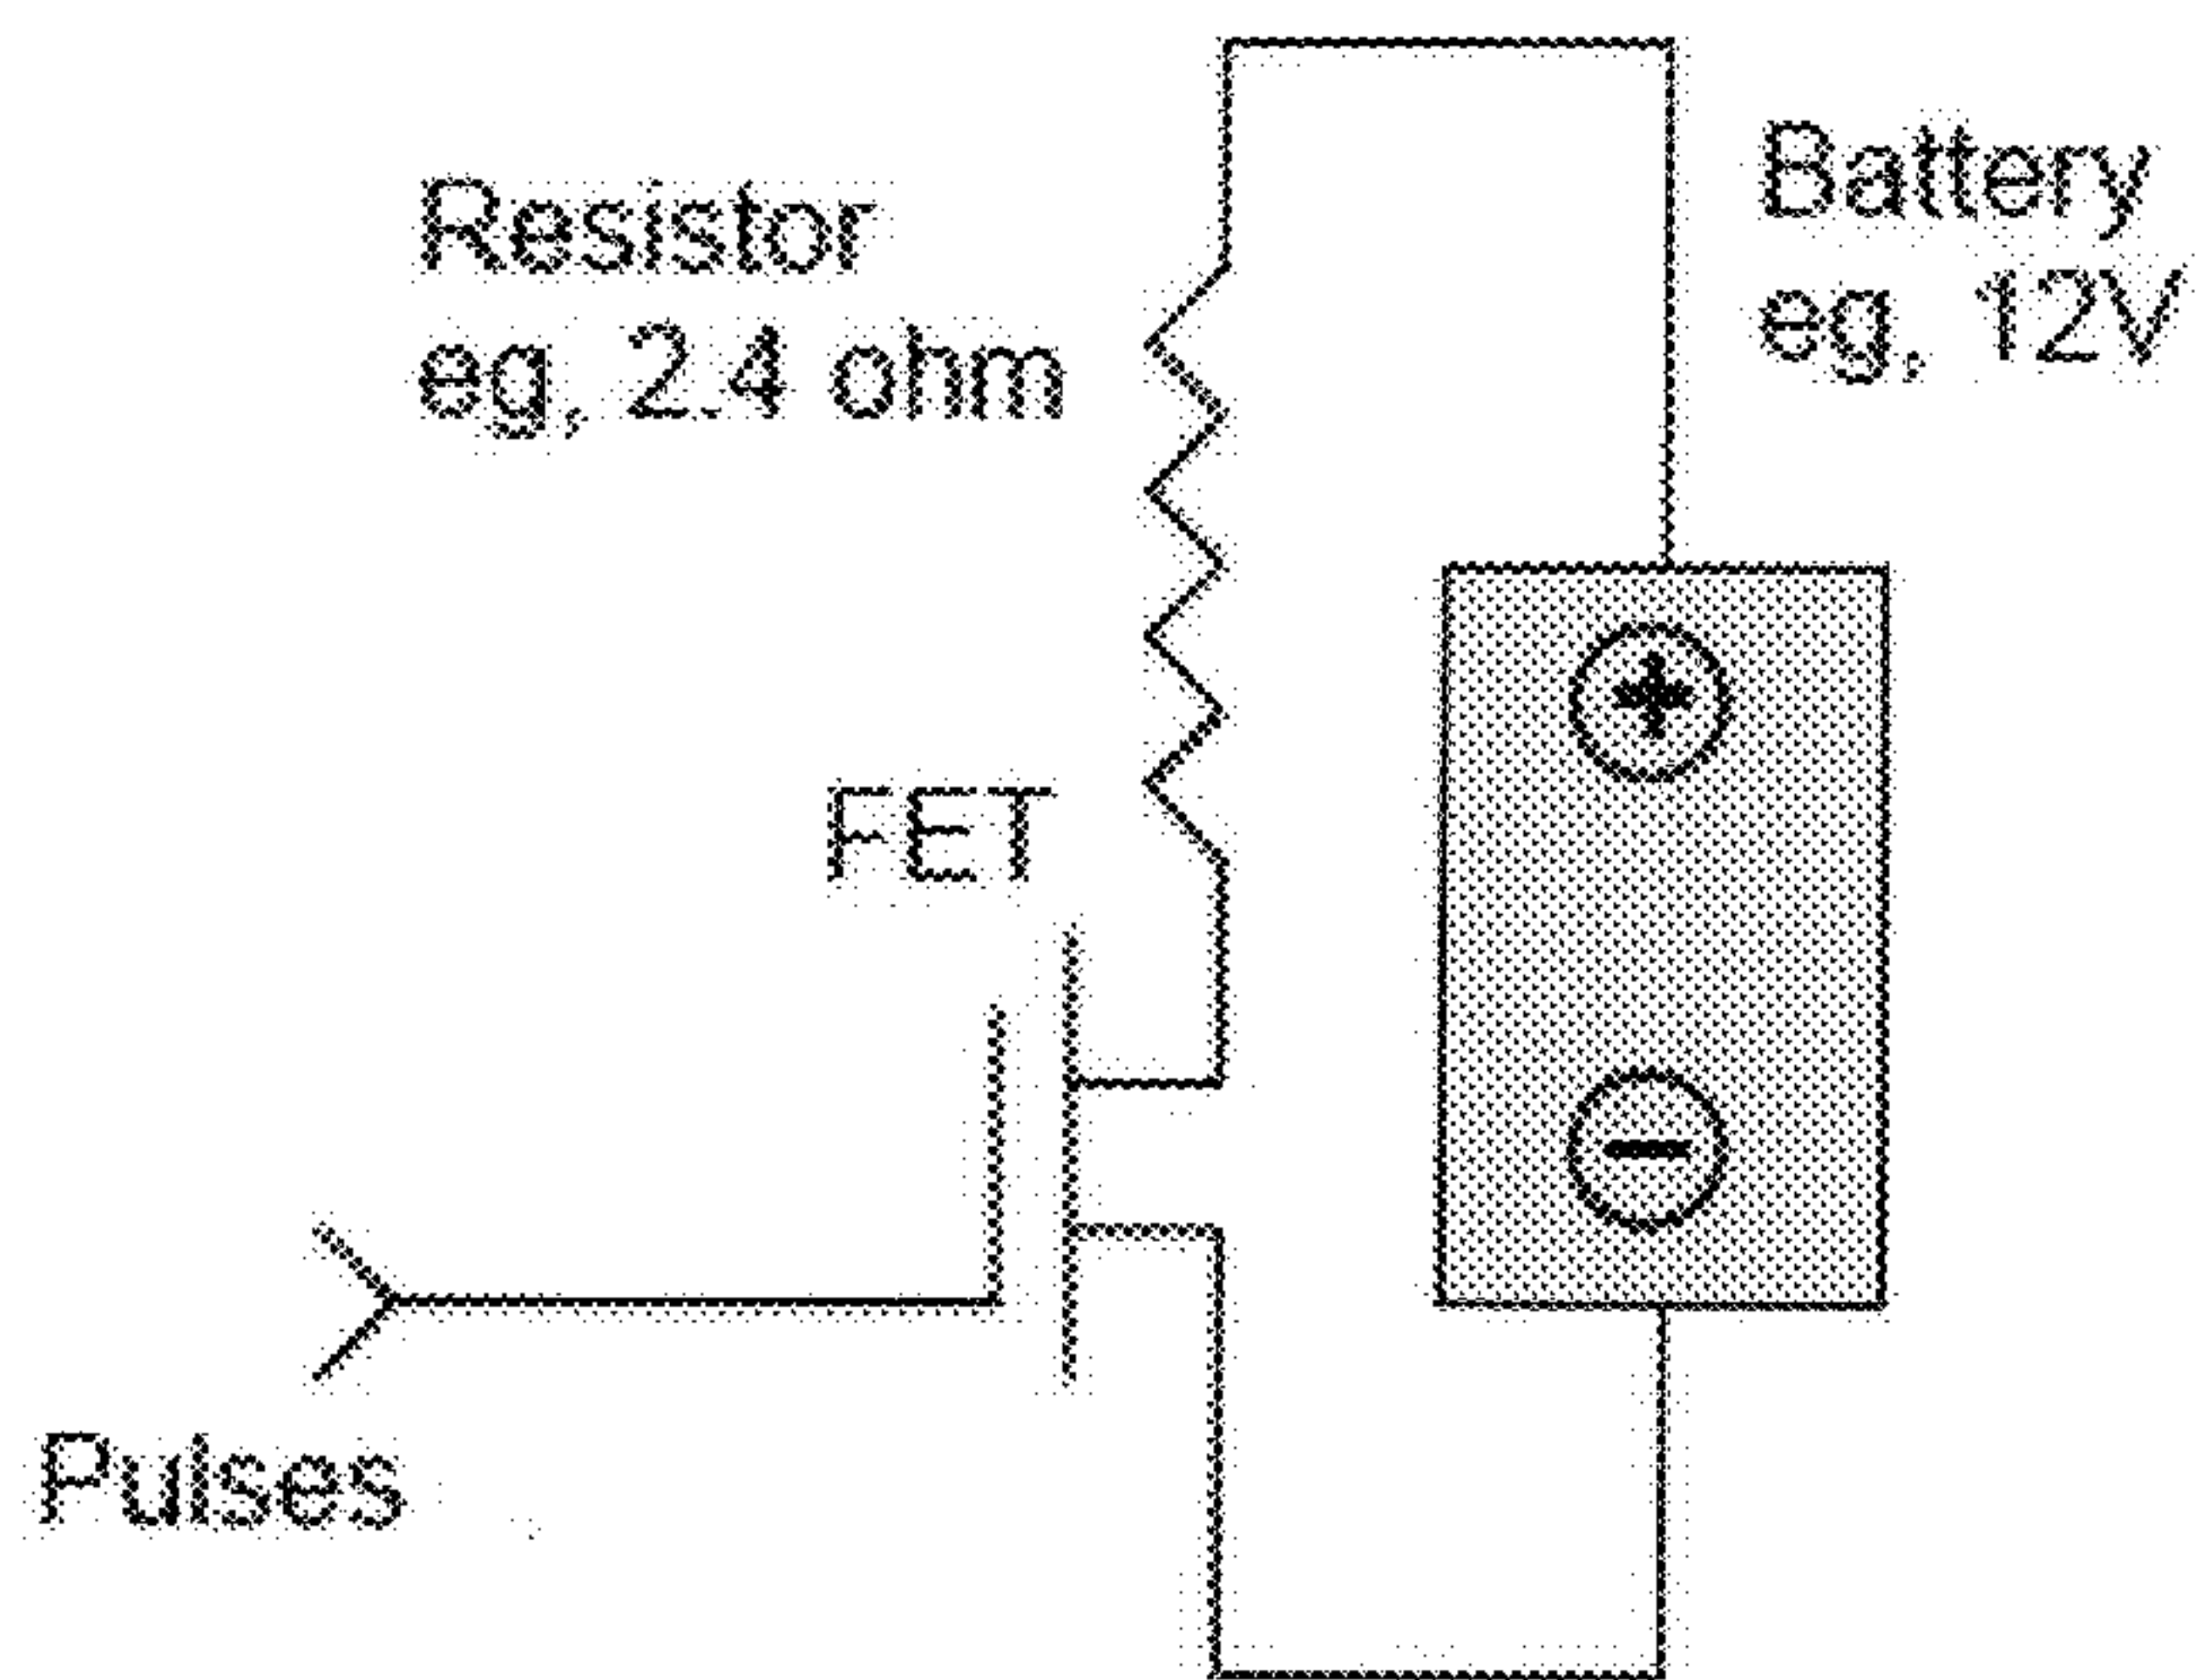 Resistor
eg, 2.4 ohm
Battery
eg, 12V
+
FET
−
Pulses